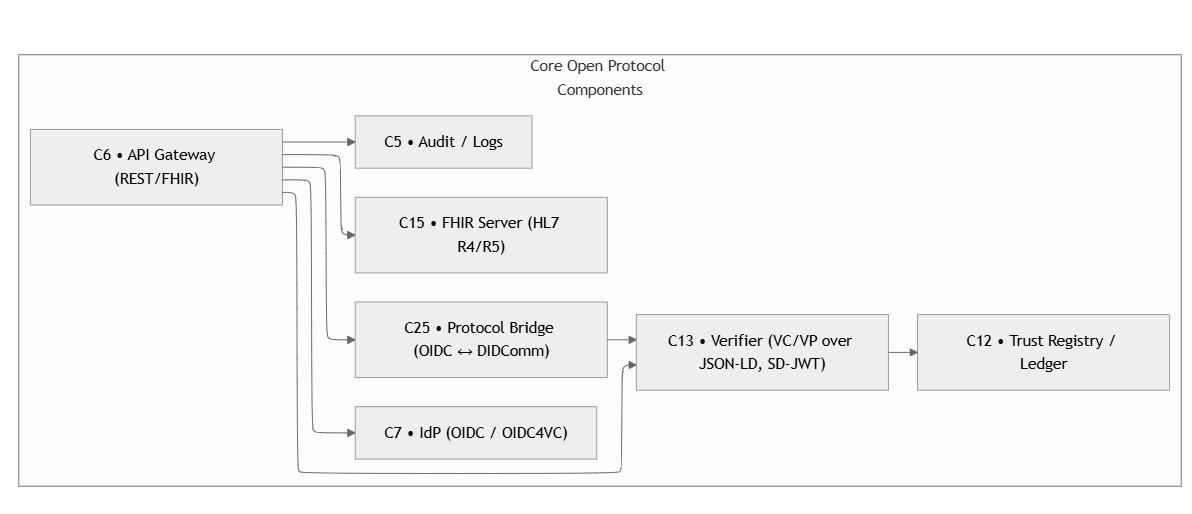 Core Open Protocol
Components
C6 • API Gateway
(REST/FHIR)
C5 • Audit / Logs
C15 • FHIR Server (HL7
R4/R5)
C25 • Protocol Bridge
(OIDC ↔ DIDComm)
C13 • Verifier (VC/VP over
JSON-LD, SD-JWT)
C12 • Trust Registry /
Ledger
C7 • IdP (OIDC / OIDC4VC)